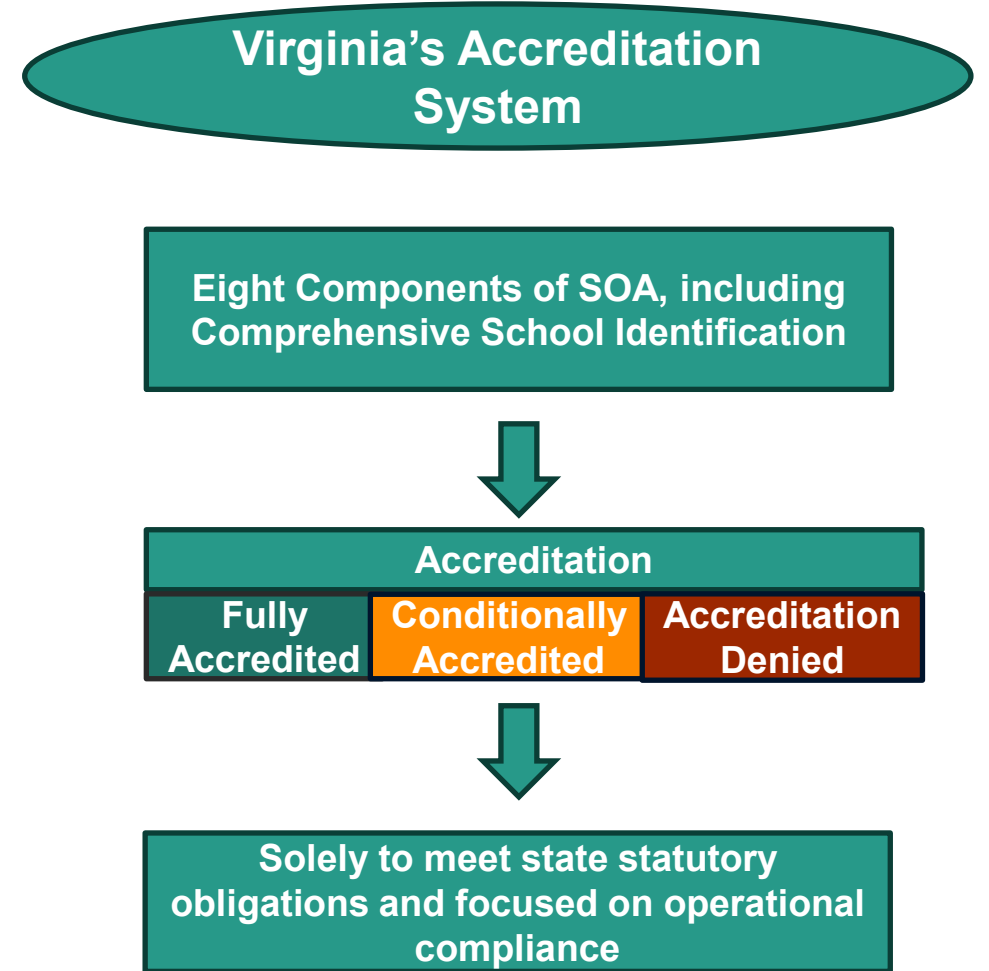 Virginia’s Accreditation
System
Eight Components of SOA, including
Comprehensive School Identification
Accreditation
Fully
Accredited
Conditionally
Accredited
Accreditation
Denied
Solely to meet state statutory
obligations and focused on operational
compliance